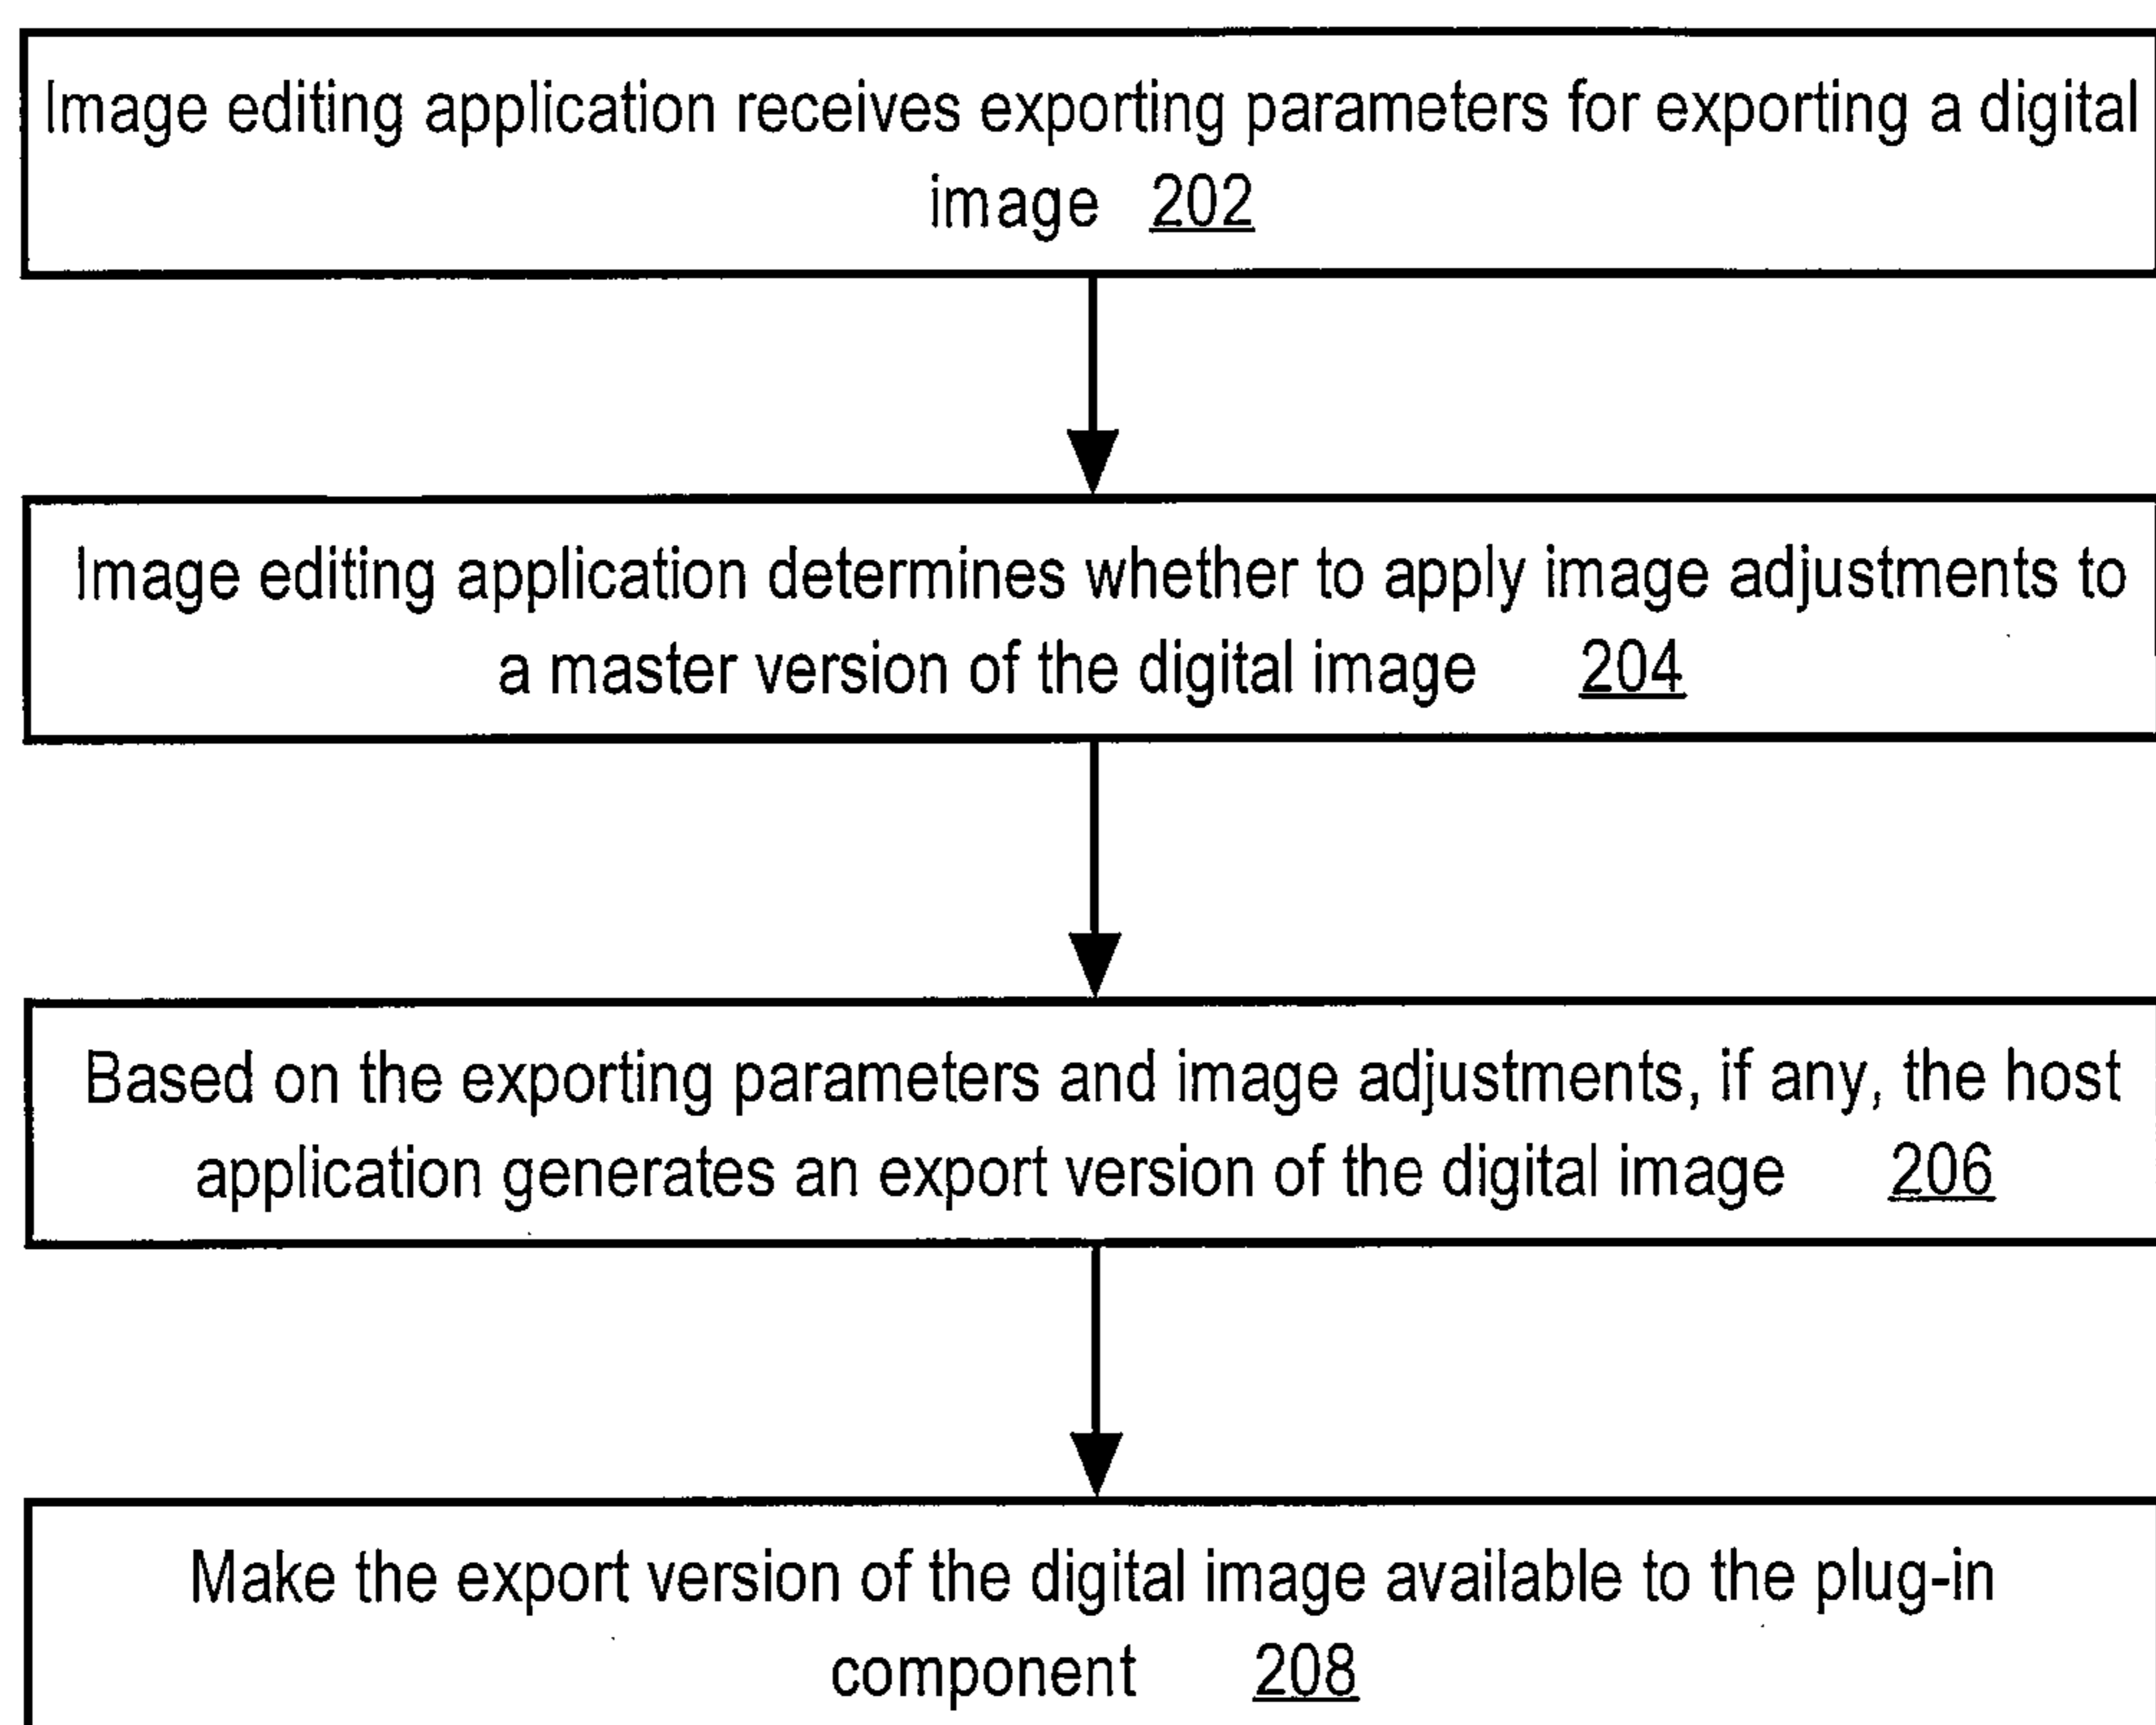 Image editing application receives exporting parameters for exporting a digital
image 202
Image editing application determines whether to apply image adjustments to
a master version of the digital image 204
Based on the exporting parameters and image adjustments, if any, the host
application generates an export version of the digital image 206
Make the export version of the digital image available to the plug-in
component 208